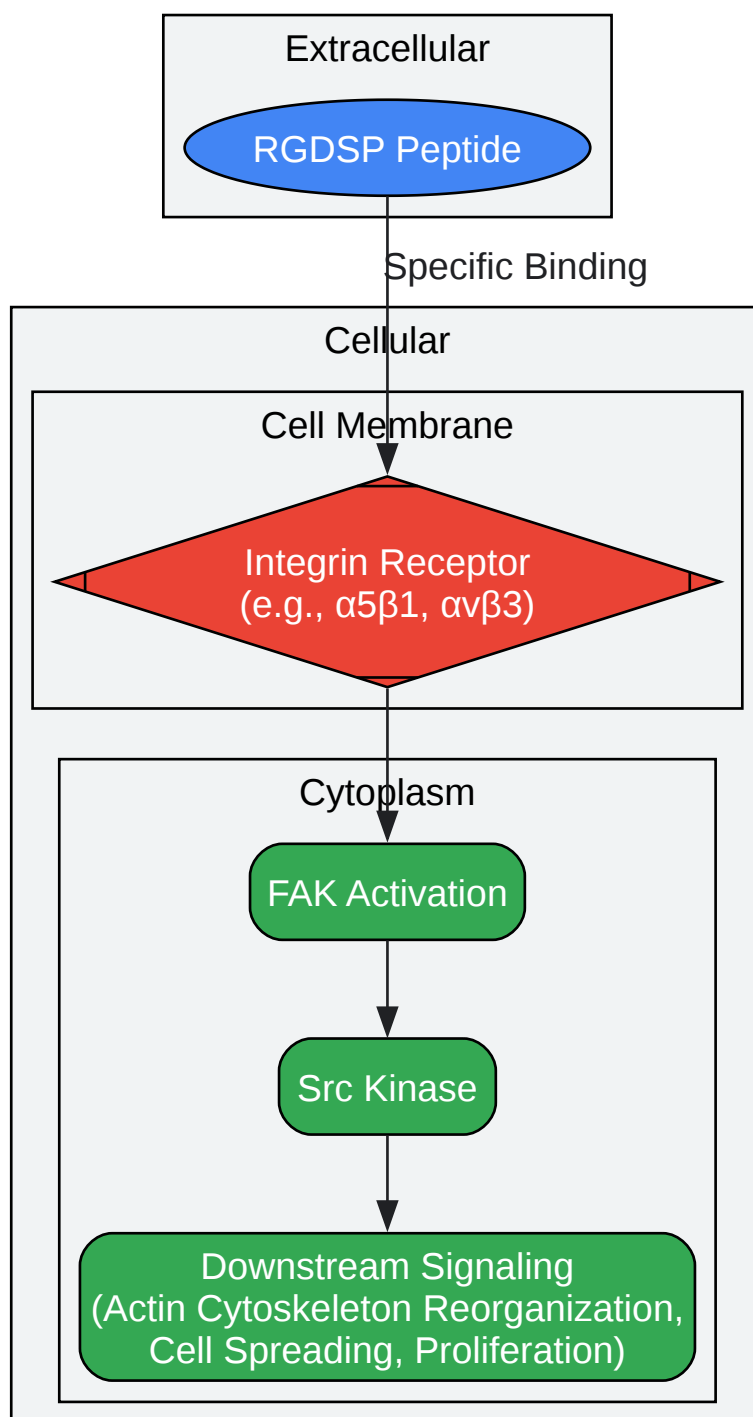 Extracellular
RGDSP Peptide
Specific Binding
Cellular
Cell Membrane
Integrin Receptor
(e.g., α5β1, αvβ3)
Cytoplasm
FAK Activation
Src Kinase
Downstream Signaling
(Actin Cytoskeleton Reorganization,
Cell Spreading, Proliferation)